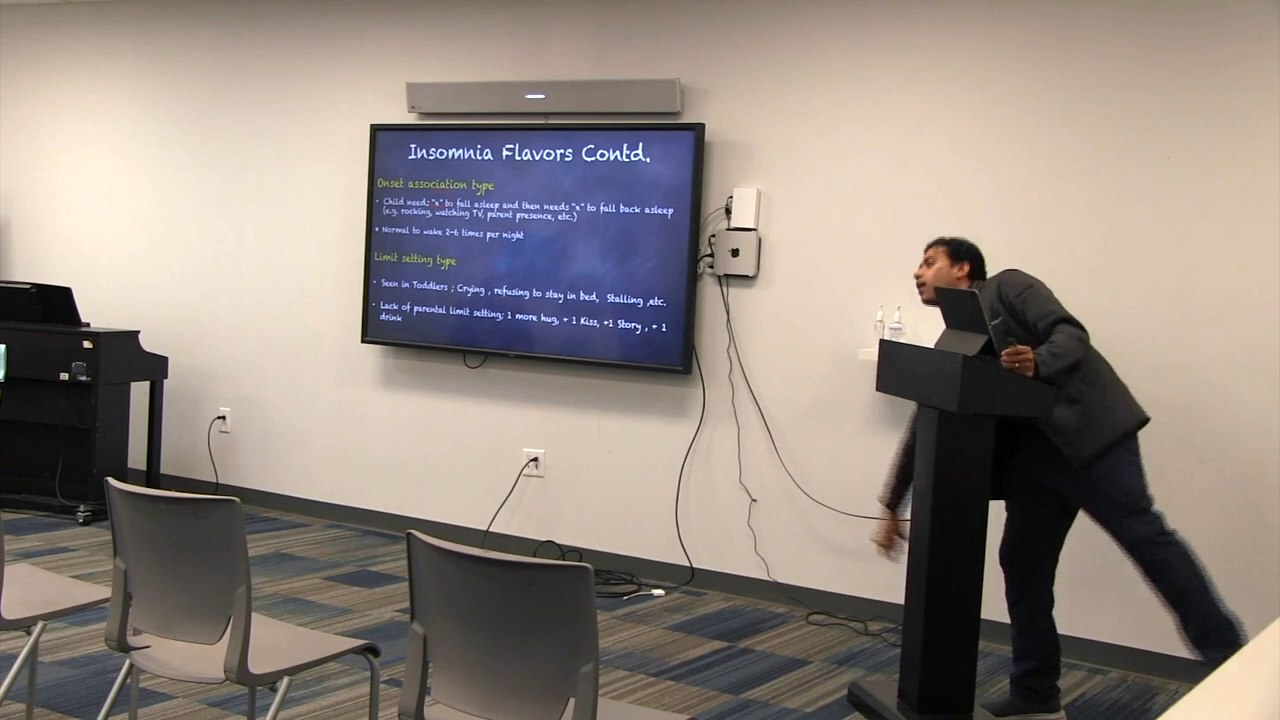 Insomnia Flavors Contd.
Onset association type
• Child needs "x" to fall asleep and then needs "x" to fall back asleep
(e.g. rocking, watching TV, parent presence, etc.)
• Normal to wake 2-6 times per night
Limit setting type
• Seen in Toddlers ; Crying , refusing to stay in bed, Stalling ,etc.
• Lack of parental limit setting; 1 more hug, + 1 Kiss, +1 Story , + 1
drink